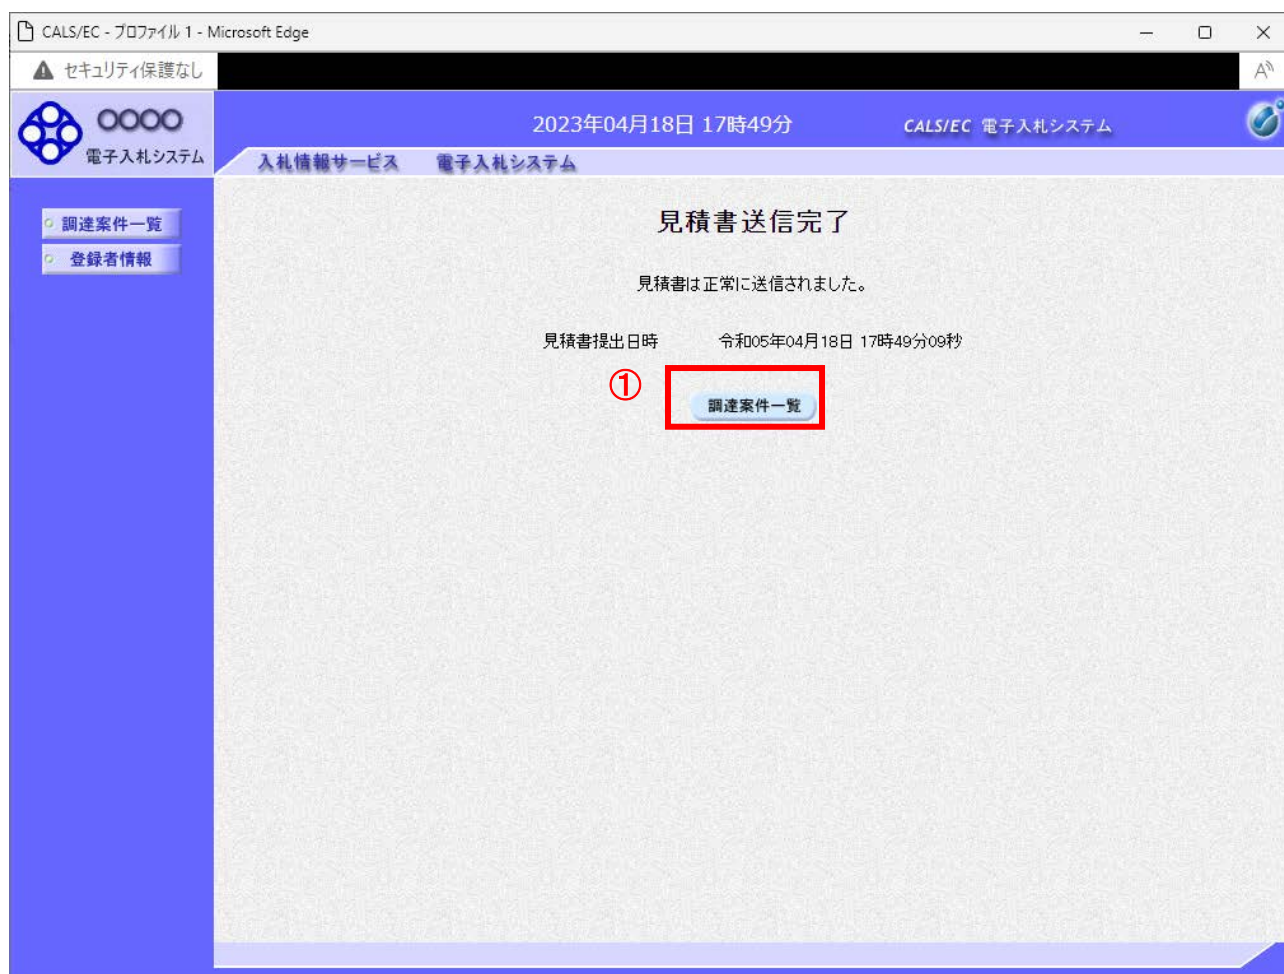 CALS/EC - プロファイル 1 - Microsoft Edge
セキュリティ保護なし
OOOO
電子入札システム
2023年04月18日 17時49分
CALS/EC 電子入札システム
入札情報サービス 電子入札システム
調達案件一覧
登録者情報
見積書送信完了
見積書は正常に送信されました。
見積書提出日時 令和05年04月18日 17時49分09秒
①
調達案件一覧